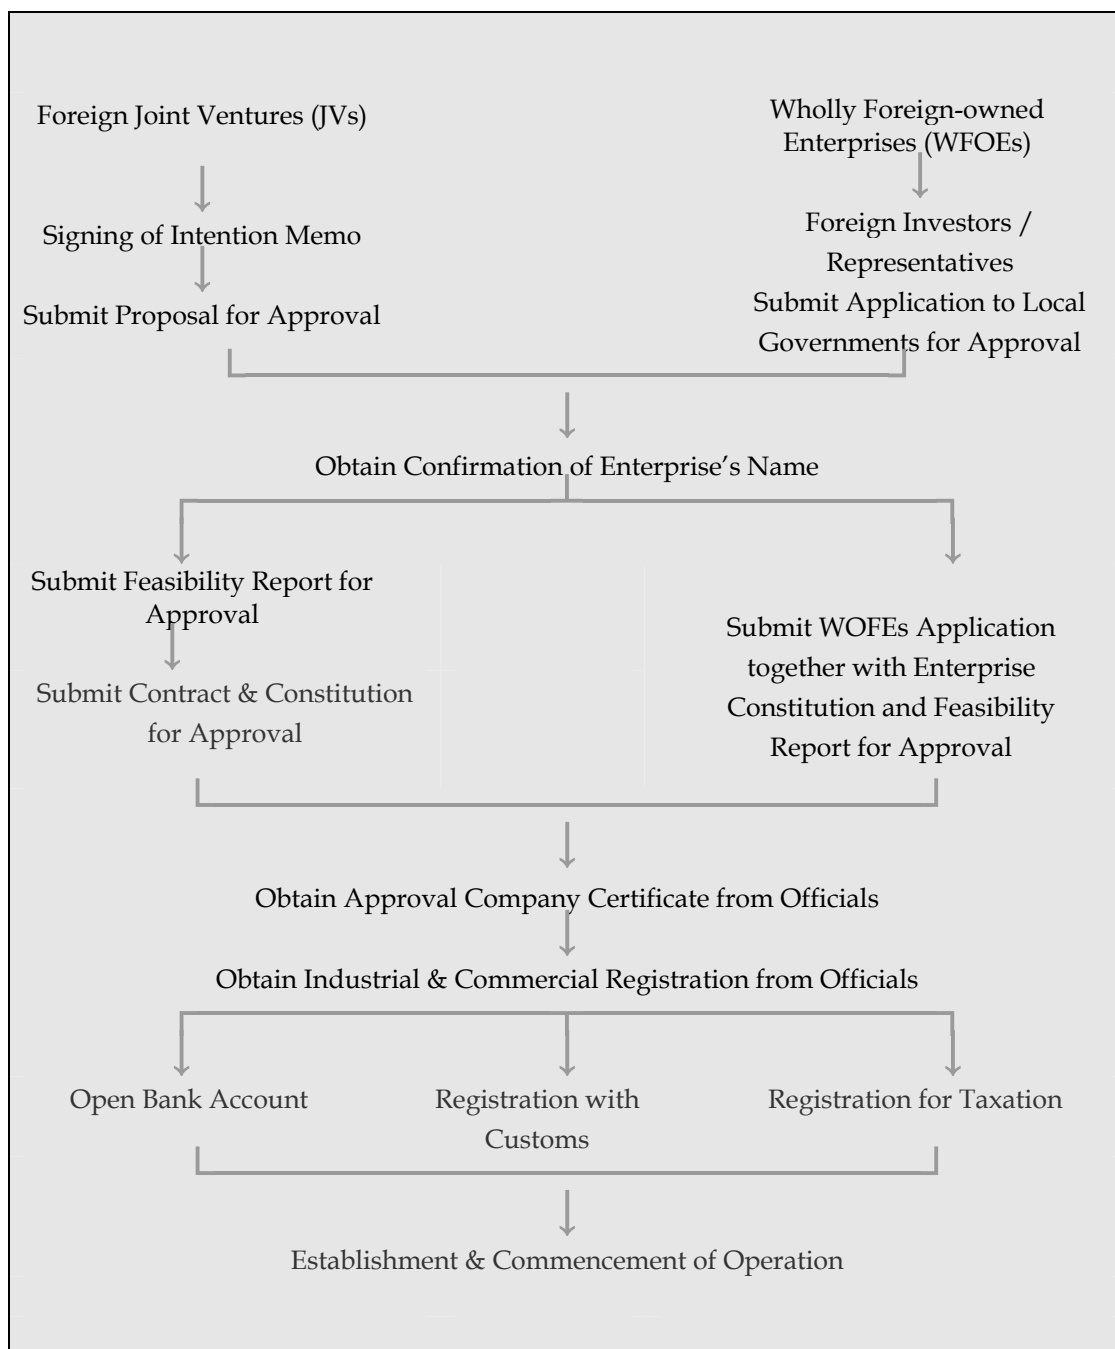 Foreign Joint Ventures (JVs)
Wholly Foreign-owned
Enterprises (WFOEs)
Signing of Intention Memo
Submit Proposal for Approval
Foreign Investors /
Representatives
Submit Application to Local
Governments for Approval
Obtain Confirmation of Enterprise’s Name
Submit Feasibility Report for
Approval
Submit Contract & Constitution
for Approval
Submit WOFEs Application
together with Enterprise
Constitution and Feasibility
Report for Approval
Obtain Approval Company Certificate from Officials
Obtain Industrial & Commercial Registration from Officials
Open Bank Account
Registration with
Customs
Registration for Taxation
Establishment & Commencement of Operation